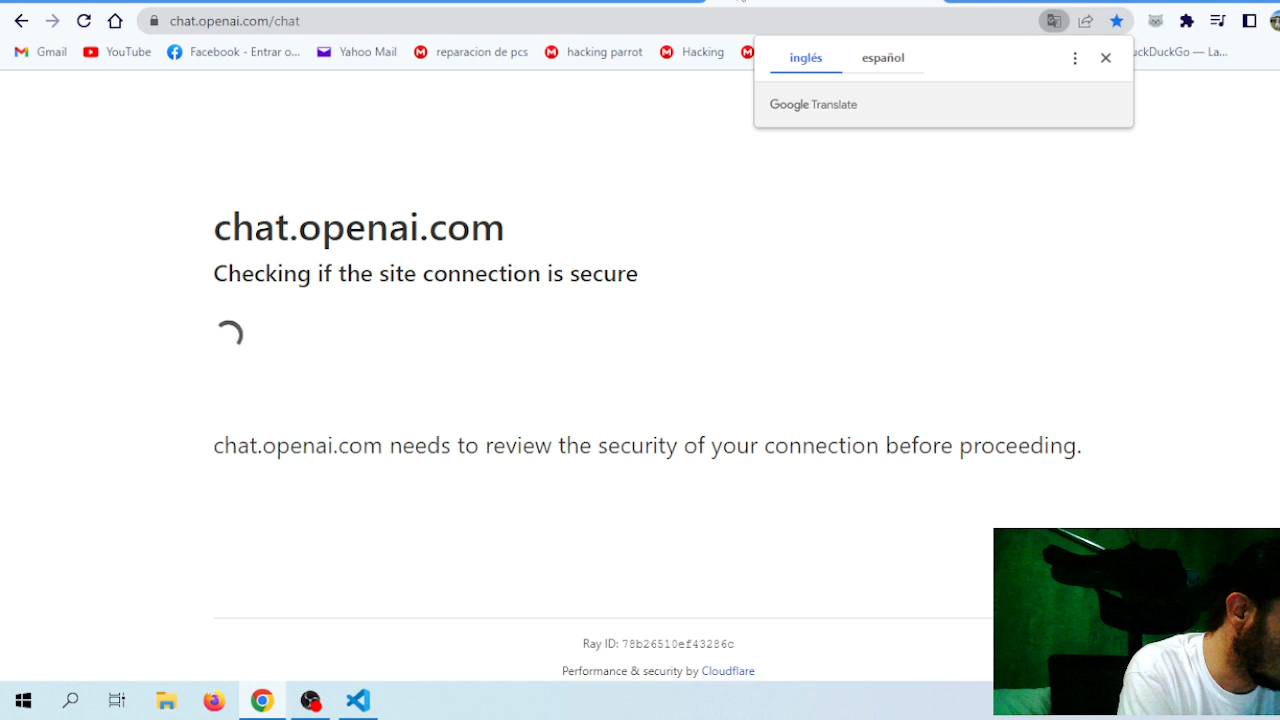 chat.openai.com/chat
Gmail
YouTube
Facebook - Entrar o...
Yahoo Mail
reparacion de pcs
hacking parrot
Hacking
uckDuckGo — La...
inglés
español
Google Translate
chat.openai.com
Checking if the site connection is secure
chat.openai.com needs to review the security of your connection before proceeding.
Ray ID: 78b26510ef43286c
Performance & security by Cloudflare